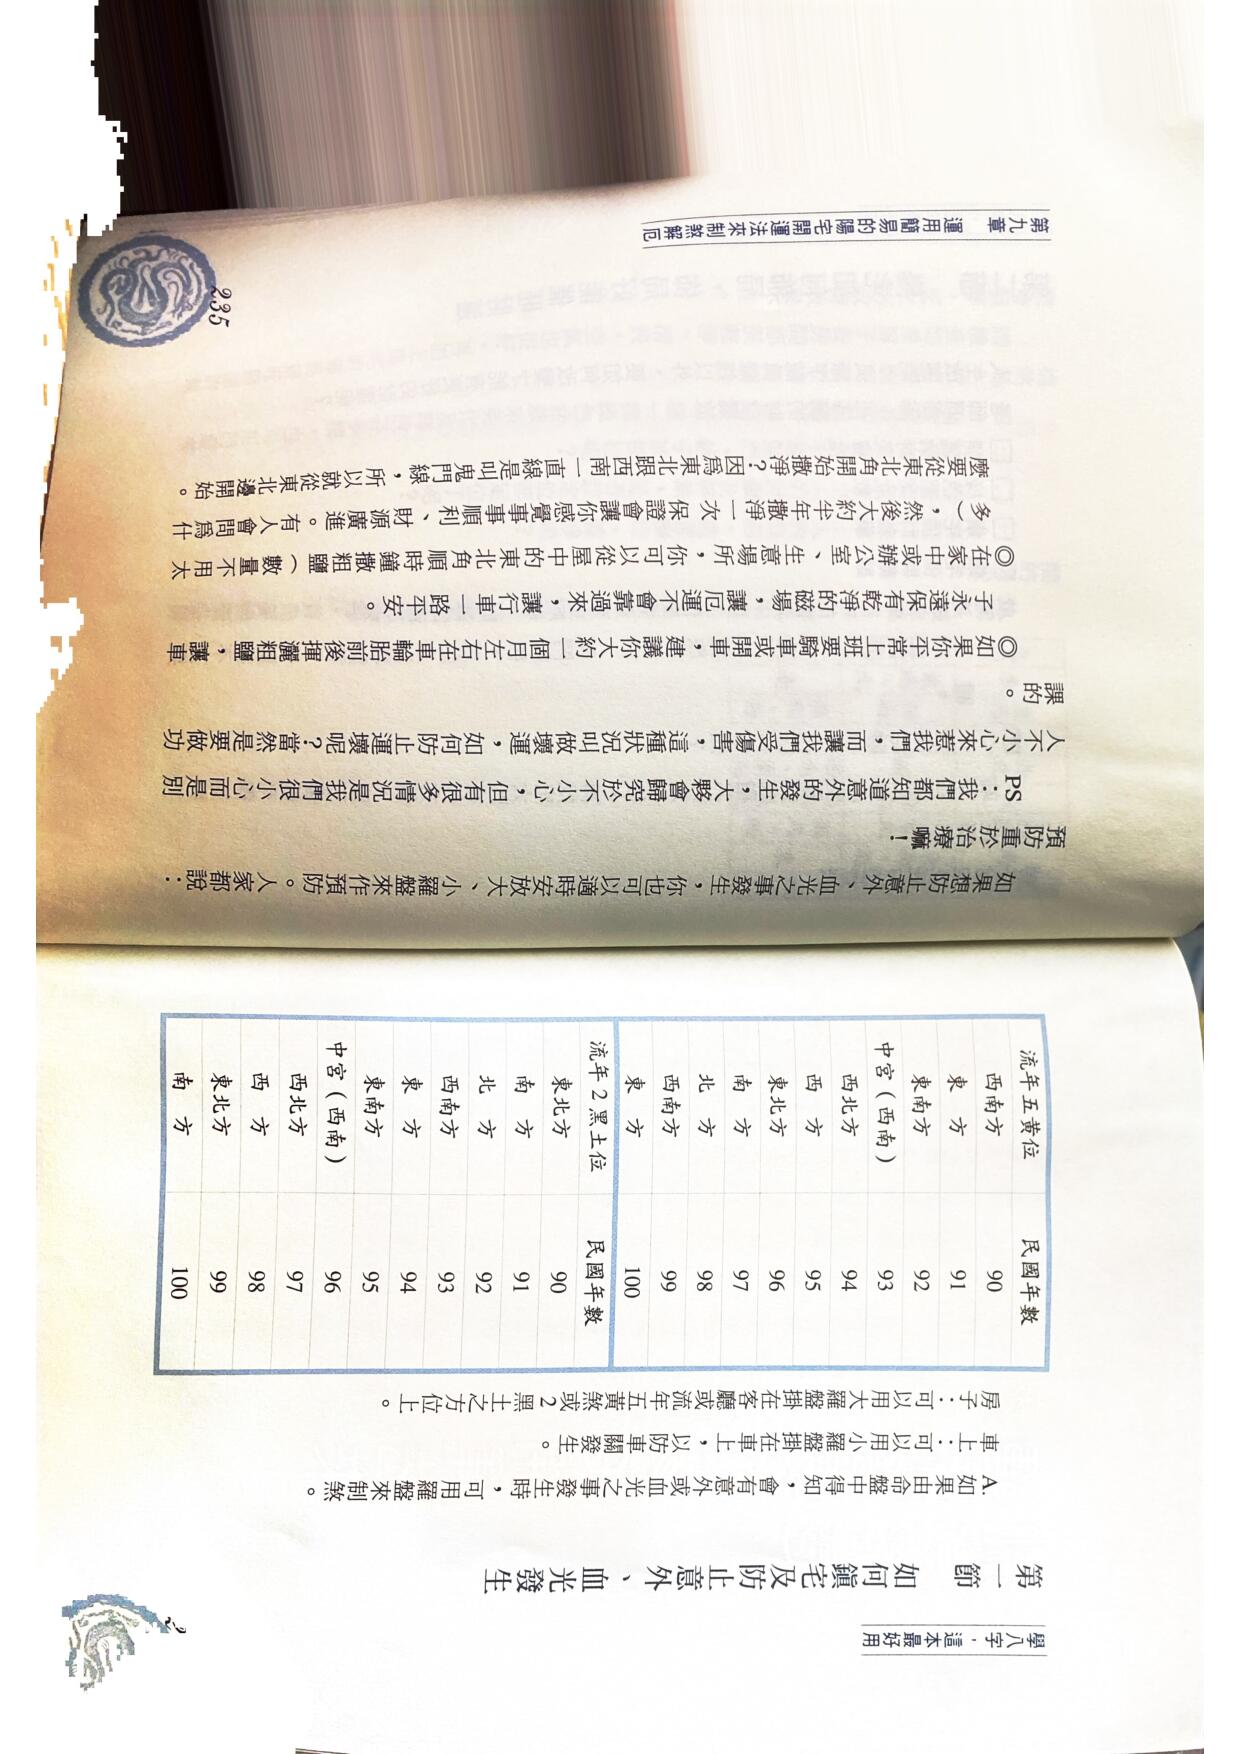 學八字，這本最好用
第一節　如何鎮宅及防止意外、血光發生
A.如果由命盤中得知，會有意外或血光之事發生時，可用羅盤來制煞。
車上：可以用小羅盤掛在車上，以防車關發生。
房子：可以用大羅盤掛在客廳或流年五黃煞或2黑土之方位上。
流年五黃位 民國年數
西南方 90
東　方 91
東南方 92
中宮（西南） 93
西北方 94
西　方 95
東北方 96
南　方 97
北　方 98
西南方 99
東　方 100
流年2黑土位 民國年數
東北方 90
南　方 91
北　方 92
西南方 93
東　方 94
東南方 95
中宮（西南） 96
西北方 97
西　方 98
東北方 99
南　方 100
如果想防止意外、血光之事發生，你也可以適時安放大、小羅盤來作預防。人家都說：
預防重於治療嘛！
PS：我們都知道意外的發生，大夥會歸究於不小心，但有很多情況是我們很小心而是別
人不小心來惹我們，而讓我們受傷害，這種狀況叫做壞運，如何防止運壞呢？當然是要做功
課的。
◎如果你平常上班要騎車或開車，建議你大約一個月左右在車輪胎前後揮灑粗鹽，讓車
子永遠保有乾淨的磁場，讓厄運不會靠過來，讓行車一路平安。
◎在家中或辦公室、生意場所，你可以從屋中的東北角順時鐘撒粗鹽（數量不用太
多），然後大約半年撒淨一次 保證會讓你感覺事事順利、財源廣進。有人會問爲什
麼要從東北角開始撒淨？因爲東北跟西南一直線是叫鬼門線，所以就從東北邊開始。
第九章　運用簡易的陽宅開運法來制煞解厄
235